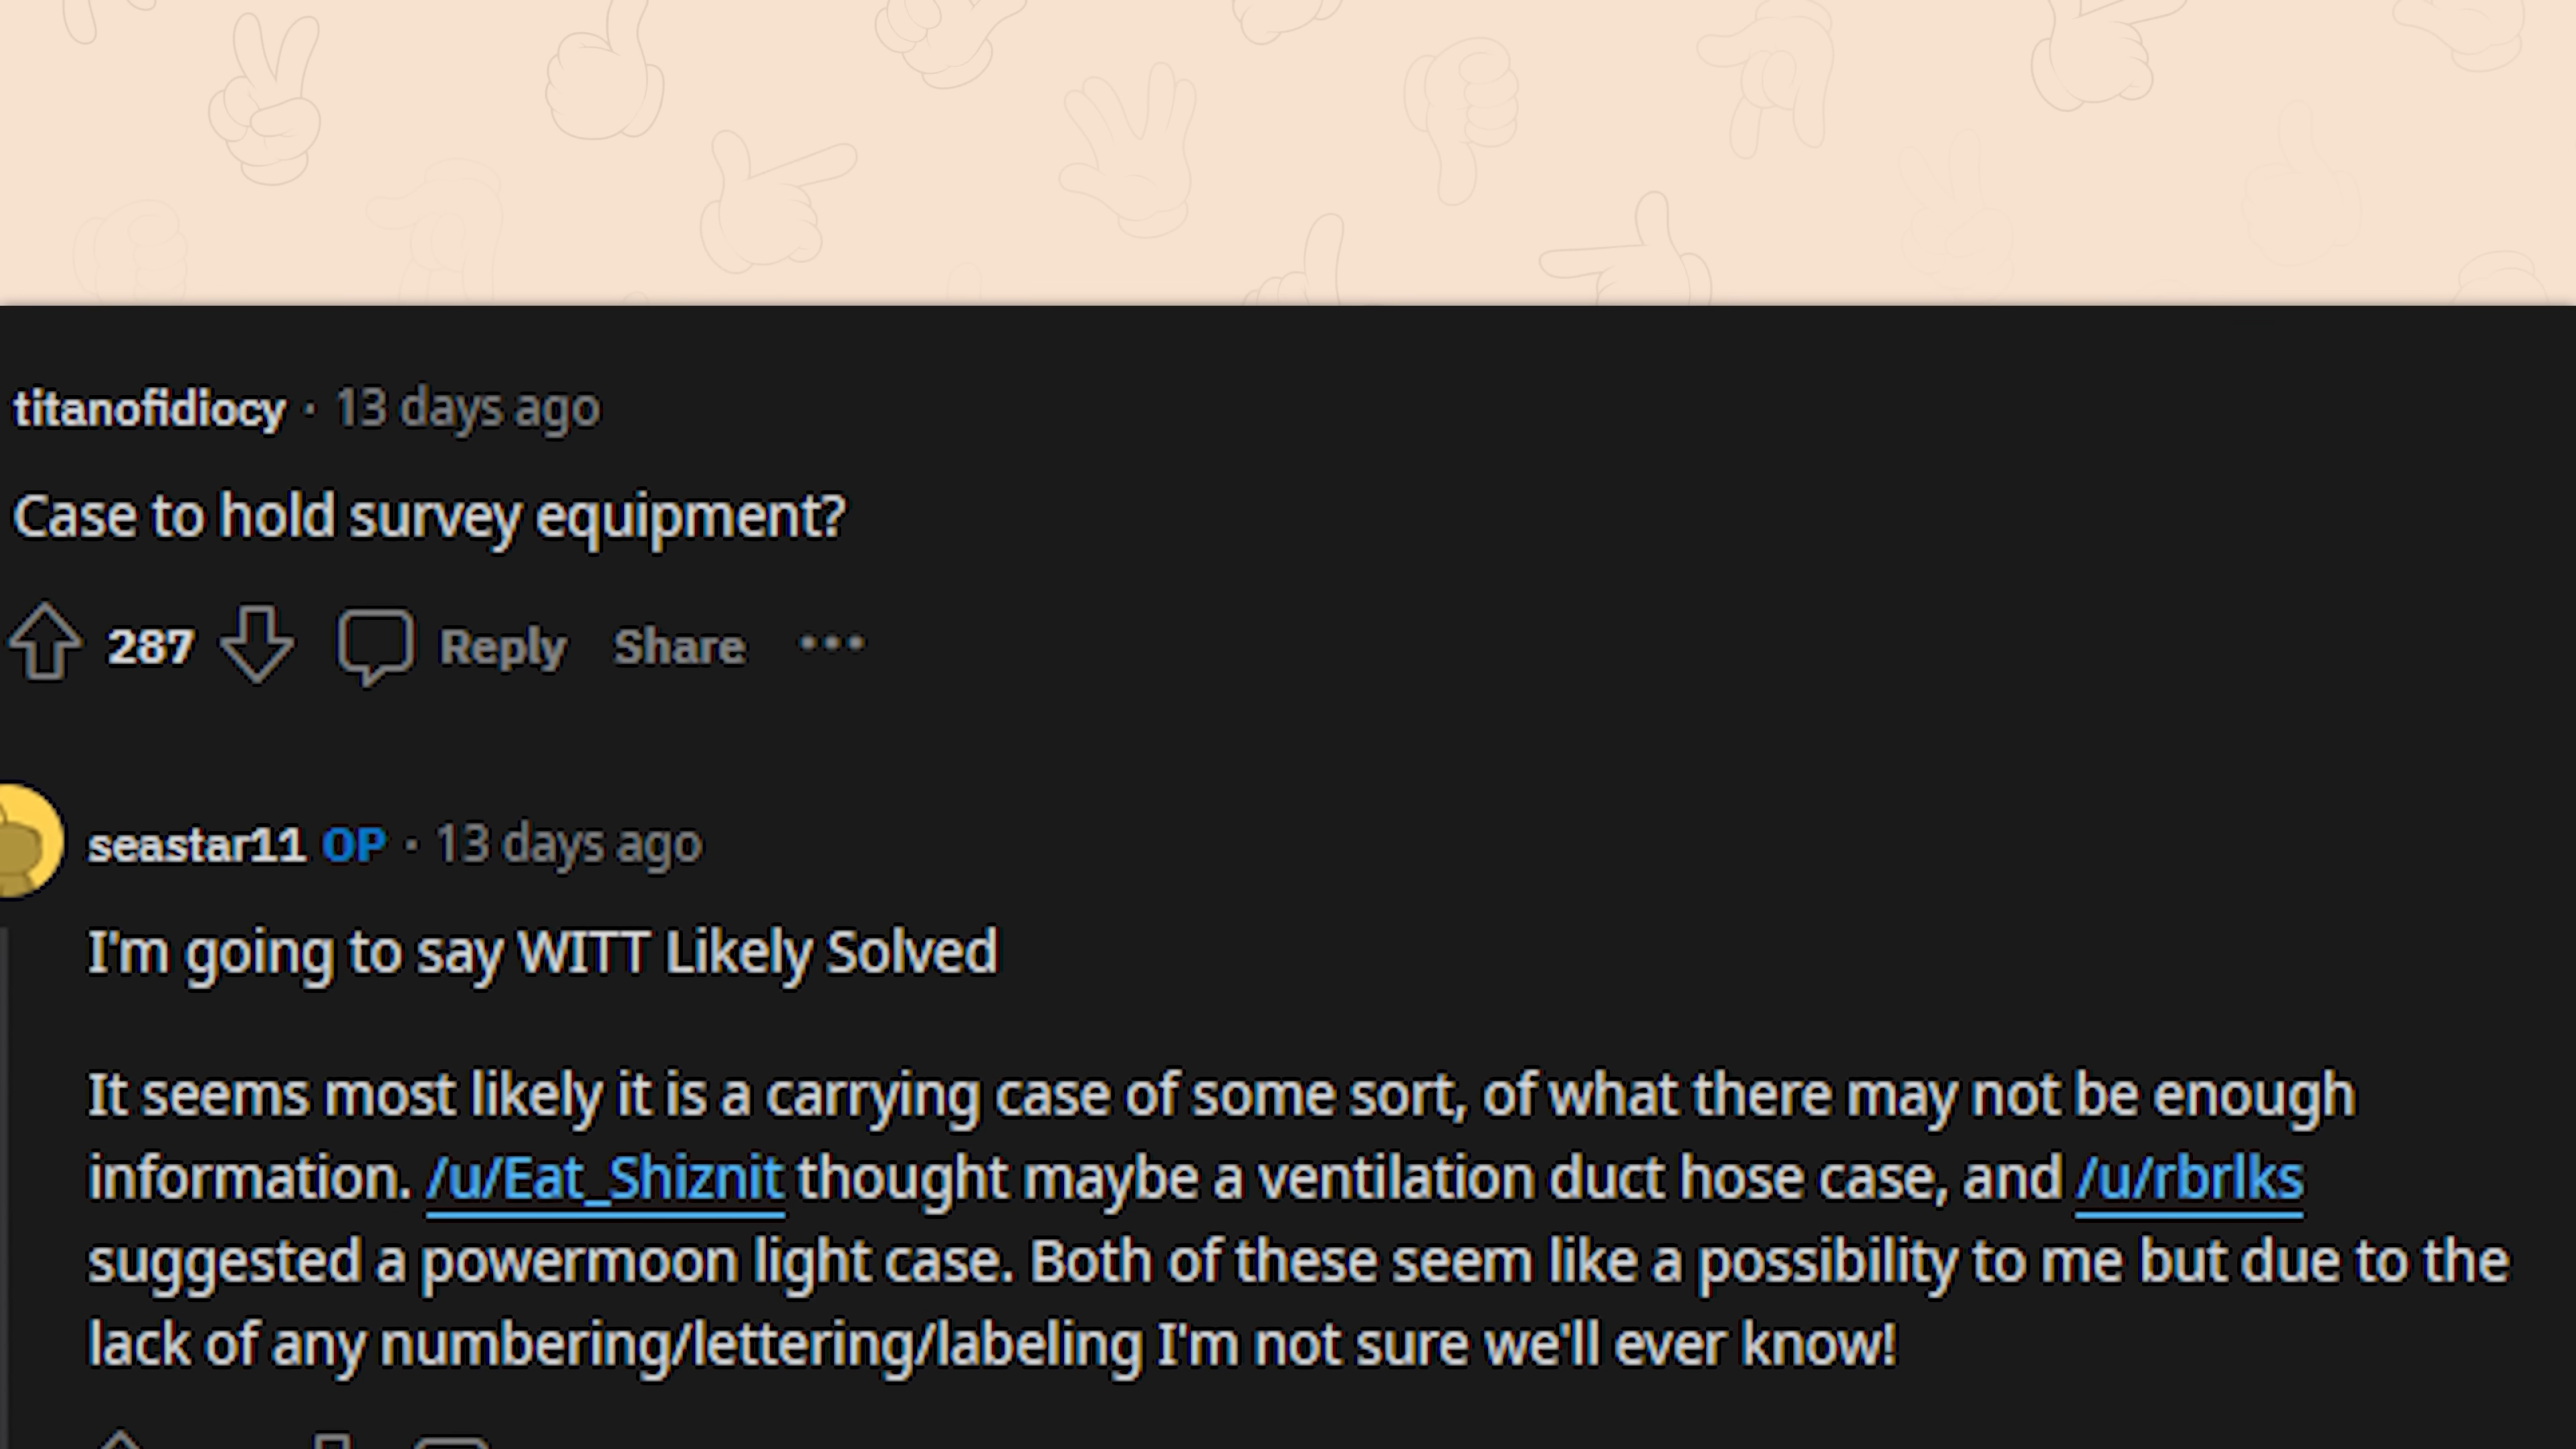 titanofidiocy · 13 days ago
Case to hold survey equipment?
287 Reply Share ···
seastar11 OP · 13 days ago
I'm going to say WITT Likely Solved
It seems most likely it is a carrying case of some sort, of what there may not be enough
information. /u/Eat_Shiznit thought maybe a ventilation duct hose case, and /u/rbrlks
suggested a powermoon light case. Both of these seem like a possibility to me but due to the
lack of any numbering/lettering/labeling I'm not sure we'll ever know!